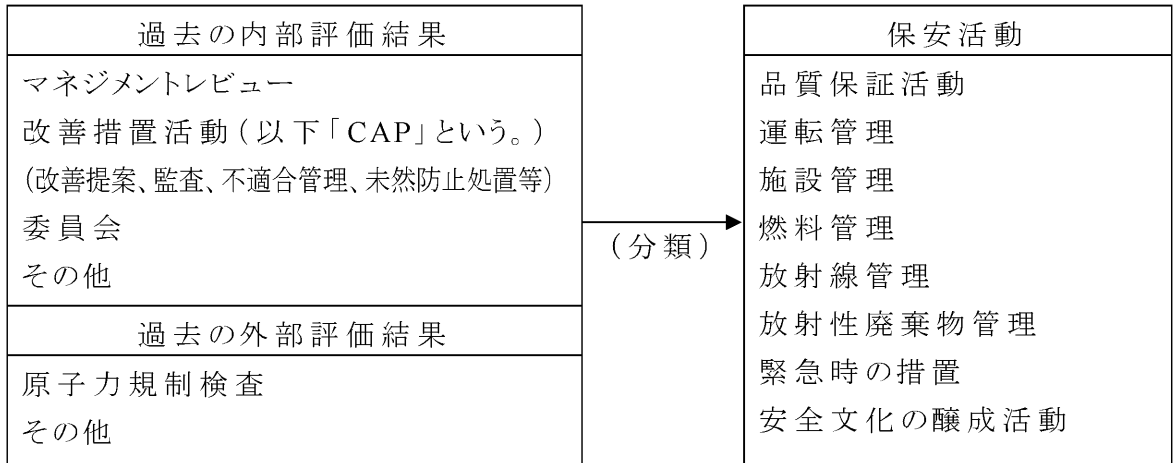 過去の内部評価結果
マネジメントレビュー
改善措置活動（以下「CAP」という。）
（改善提案、監査、不適合管理、未然防止処置等）
委員会
その他
過去の外部評価結果
原子力規制検査
その他
（分類）
保安活動
品質保証活動
運転管理
施設管理
燃料管理
放射線管理
放射性廃棄物管理
緊急時の措置
安全文化の醸成活動